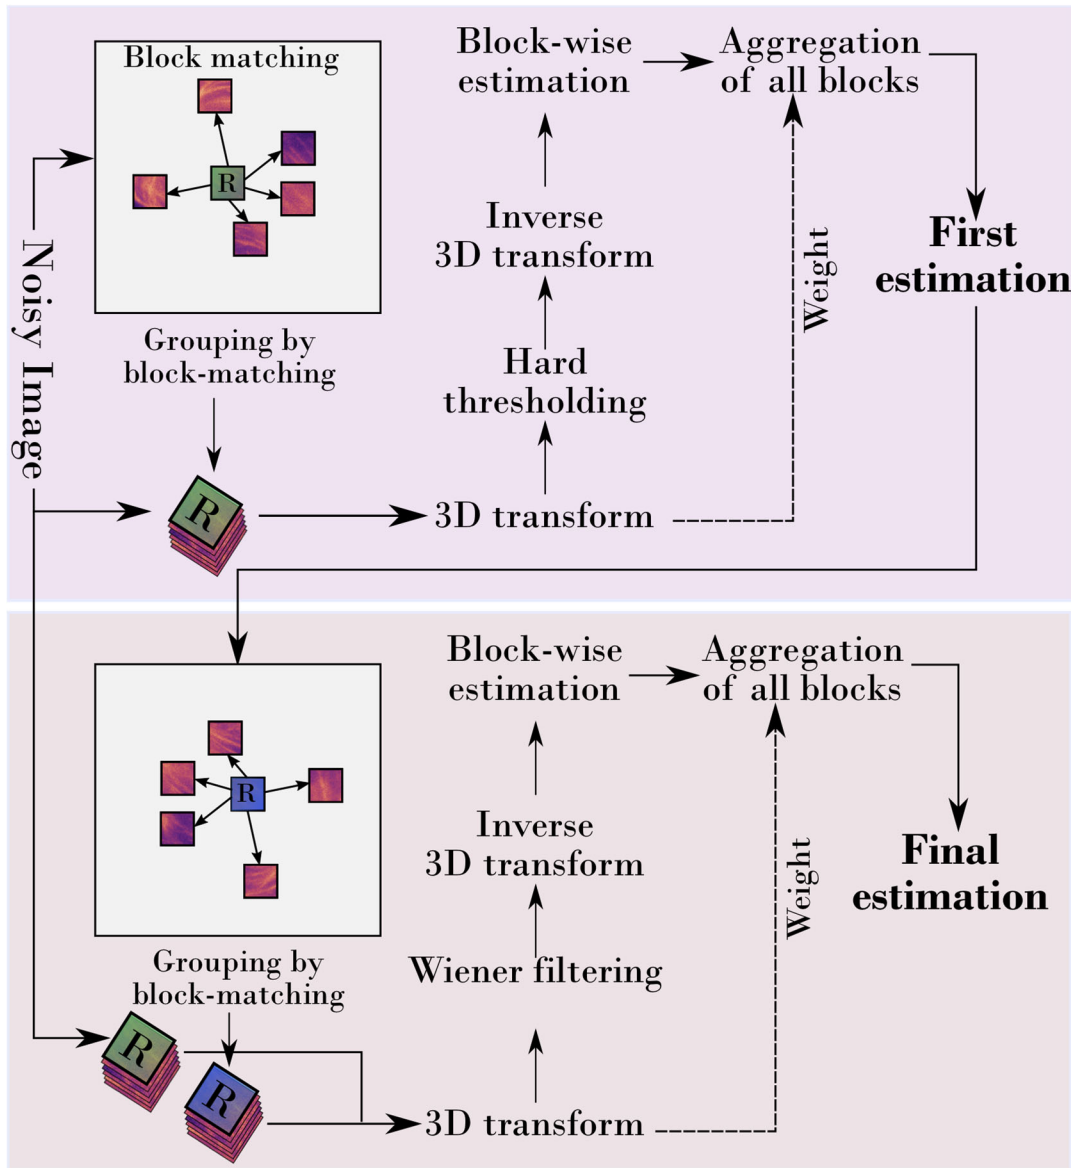 Noisy Image
Block matching
R
Grouping by
block-matching
R
3D transform
Hard
thresholding
Inverse
3D transform
Block-wise
estimation
Aggregation
of all blocks
Weight
First
estimation
R
Grouping by
block-matching
R
R
3D transform
Wiener filtering
Inverse
3D transform
Block-wise
estimation
Aggregation
of all blocks
Weight
Final
estimation